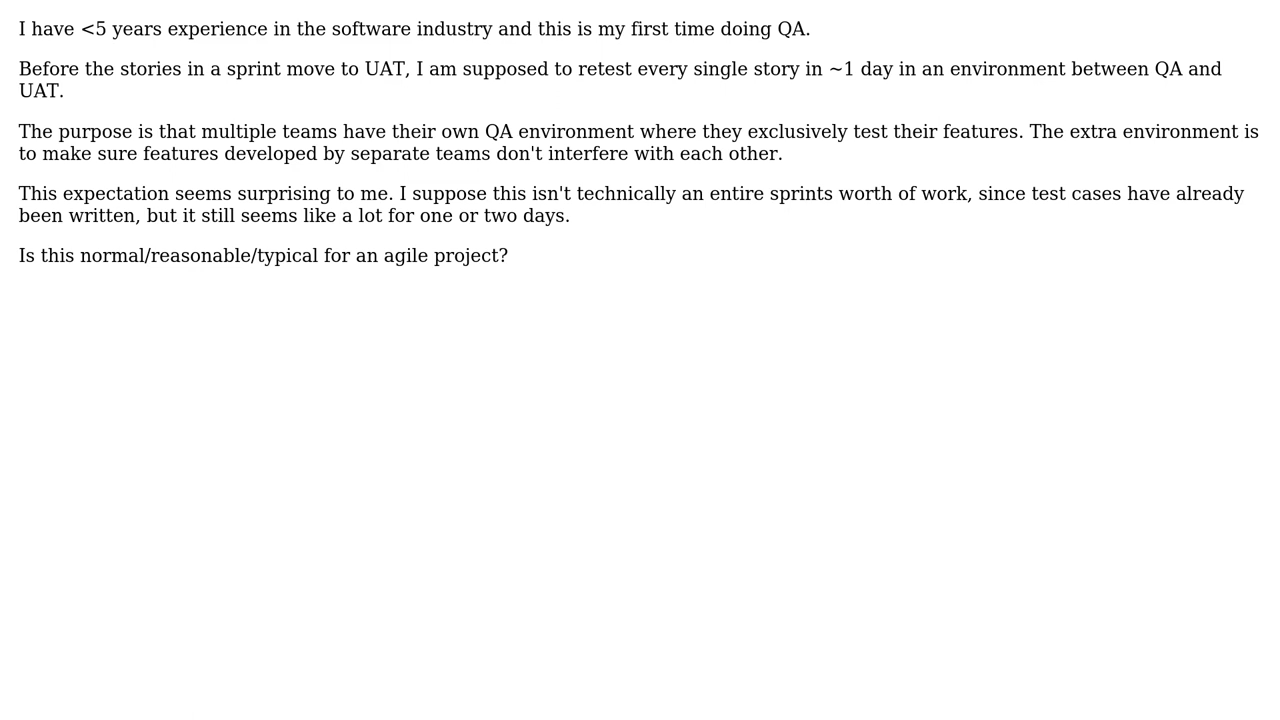 I have <5 years experience in the software industry and this is my first time doing QA.
Before the stories in a sprint move to UAT, I am supposed to retest every single story in ~1 day in an environment between QA and
UAT.
The purpose is that multiple teams have their own QA environment where they exclusively test their features. The extra environment is
to make sure features developed by separate teams don't interfere with each other.
This expectation seems surprising to me. I suppose this isn't technically an entire sprints worth of work, since test cases have already
been written, but it still seems like a lot for one or two days.
Is this normal/reasonable/typical for an agile project?